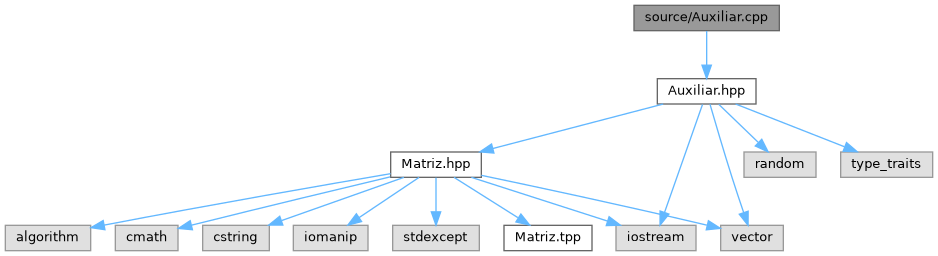 source/Auxiliar.cpp
Auxiliar.hpp
Matriz.hpp
random
type_traits
algorithm
cmath
cstring
iomanip
stdexcept
Matriz.tpp
iostream
vector